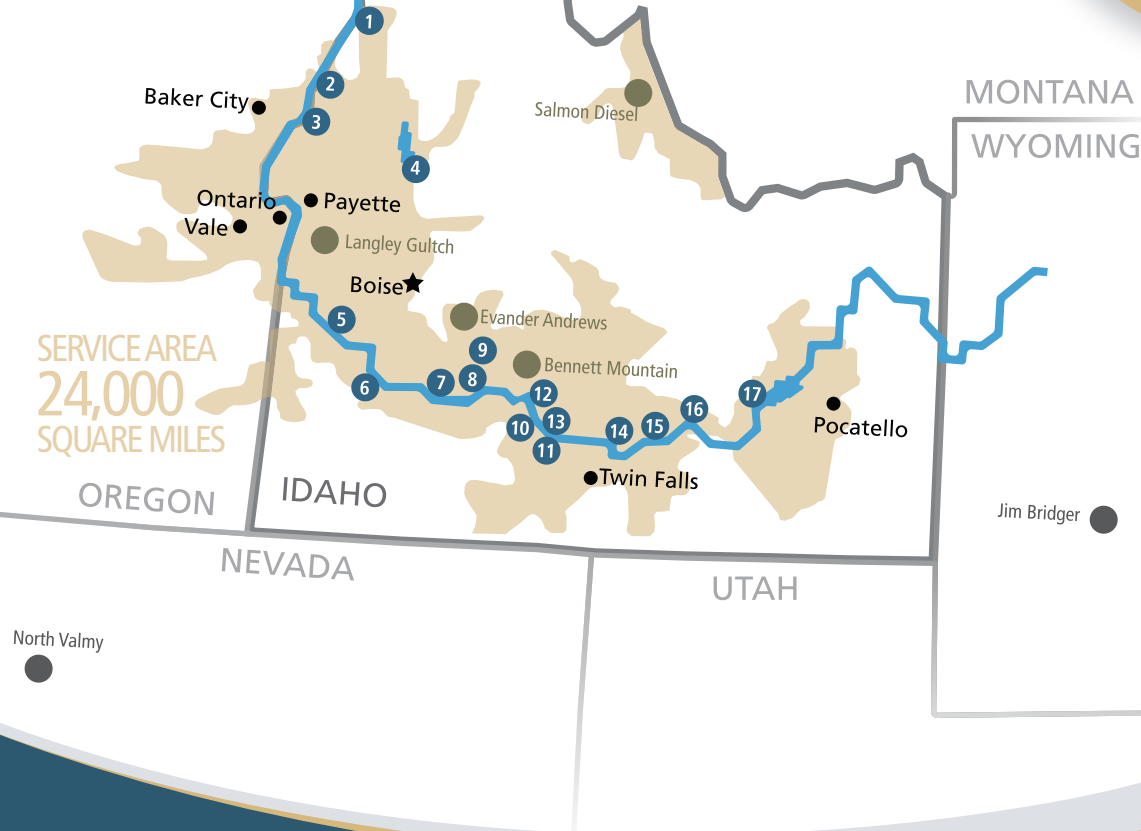 1
MONTANA
2
Baker City
Salmon Diesel
3
WYOMING
4
Ontario
Payette
Vale
Langley Gultch
Boise
5
Evander Andrews
SERVICE AREA
24,000
SQUARE MILES
9
Bennett Mountain
6
7
8
12
17
16
Pocatello
10
13
14
15
11
Twin Falls
OREGON
IDAHO
Jim Bridger
NEVADA
UTAH
North Valmy